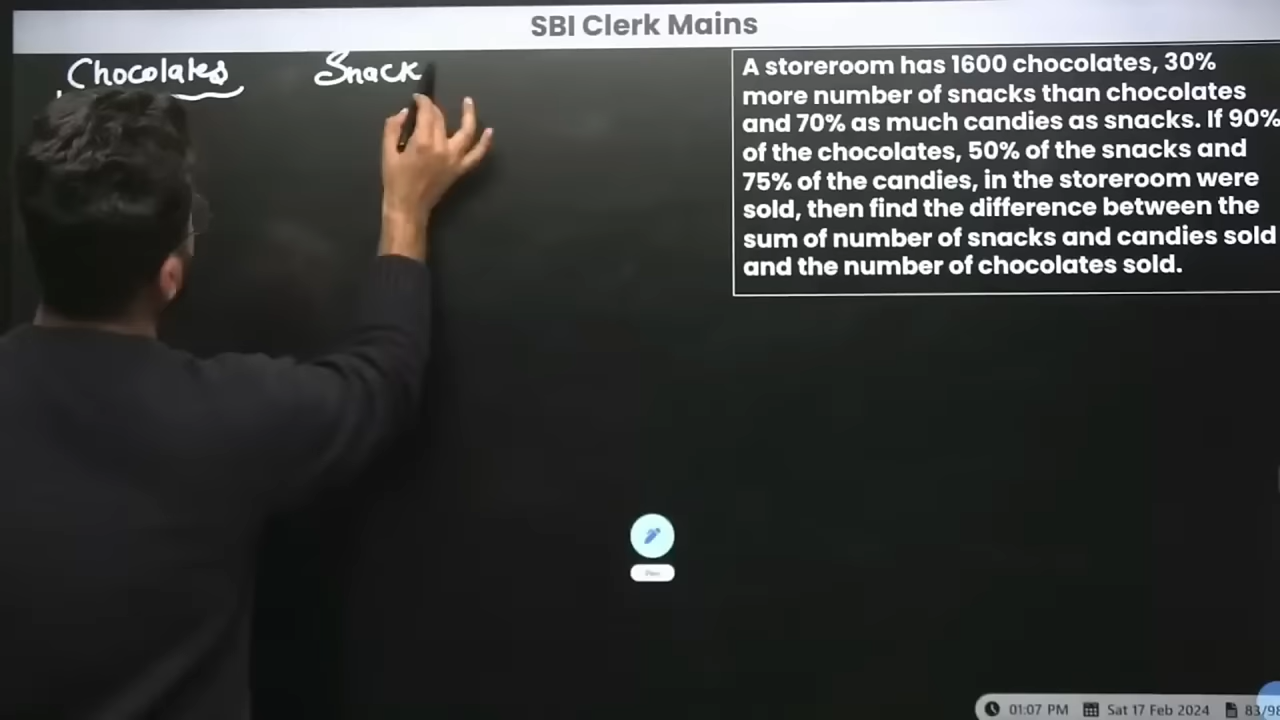 SBI Clerk Mains
Chocolates Snack
A storeroom has 1600 chocolates, 30%
more number of snacks than chocolates
and 70% as much candies as snacks. If 90%
of the chocolates, 50% of the snacks and
75% of the candies, in the storeroom were
sold, then find the difference between the
sum of number of snacks and candies sold
and the number of chocolates sold.
Pen
01:07 PM Sat 17 Feb 2024 83/98